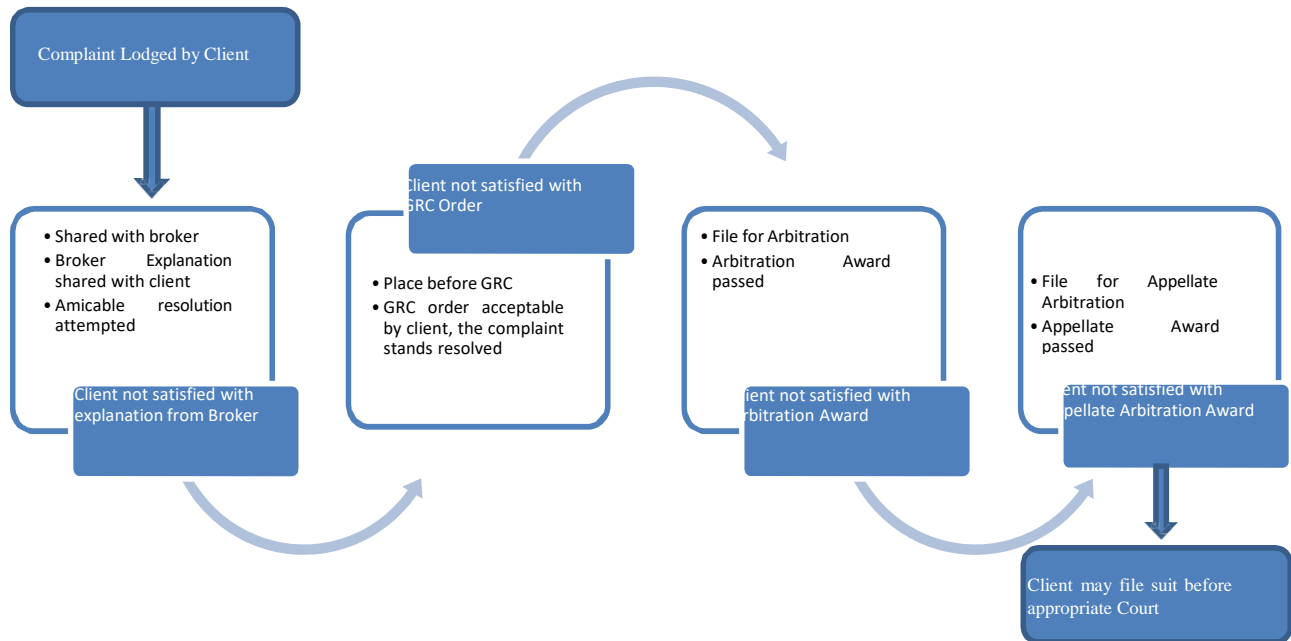 Complaint Lodged by Client
• Shared with broker
• Broker Explanation
shared with client
• Amicable resolution
attempted
Client not satisfied with
explanation from Broker
Client not satisfied with
GRC Order
• Place before GRC
• GRC order acceptable
by client, the complaint
stands resolved
• File for Arbitration
• Arbitration Award
passed
ient not satisfied with
rbitration Award
• File for Appellate
Arbitration
• Appellate Award
passed
ent not satisfied with
pellate Arbitration Award
Client may file suit before
appropriate Court